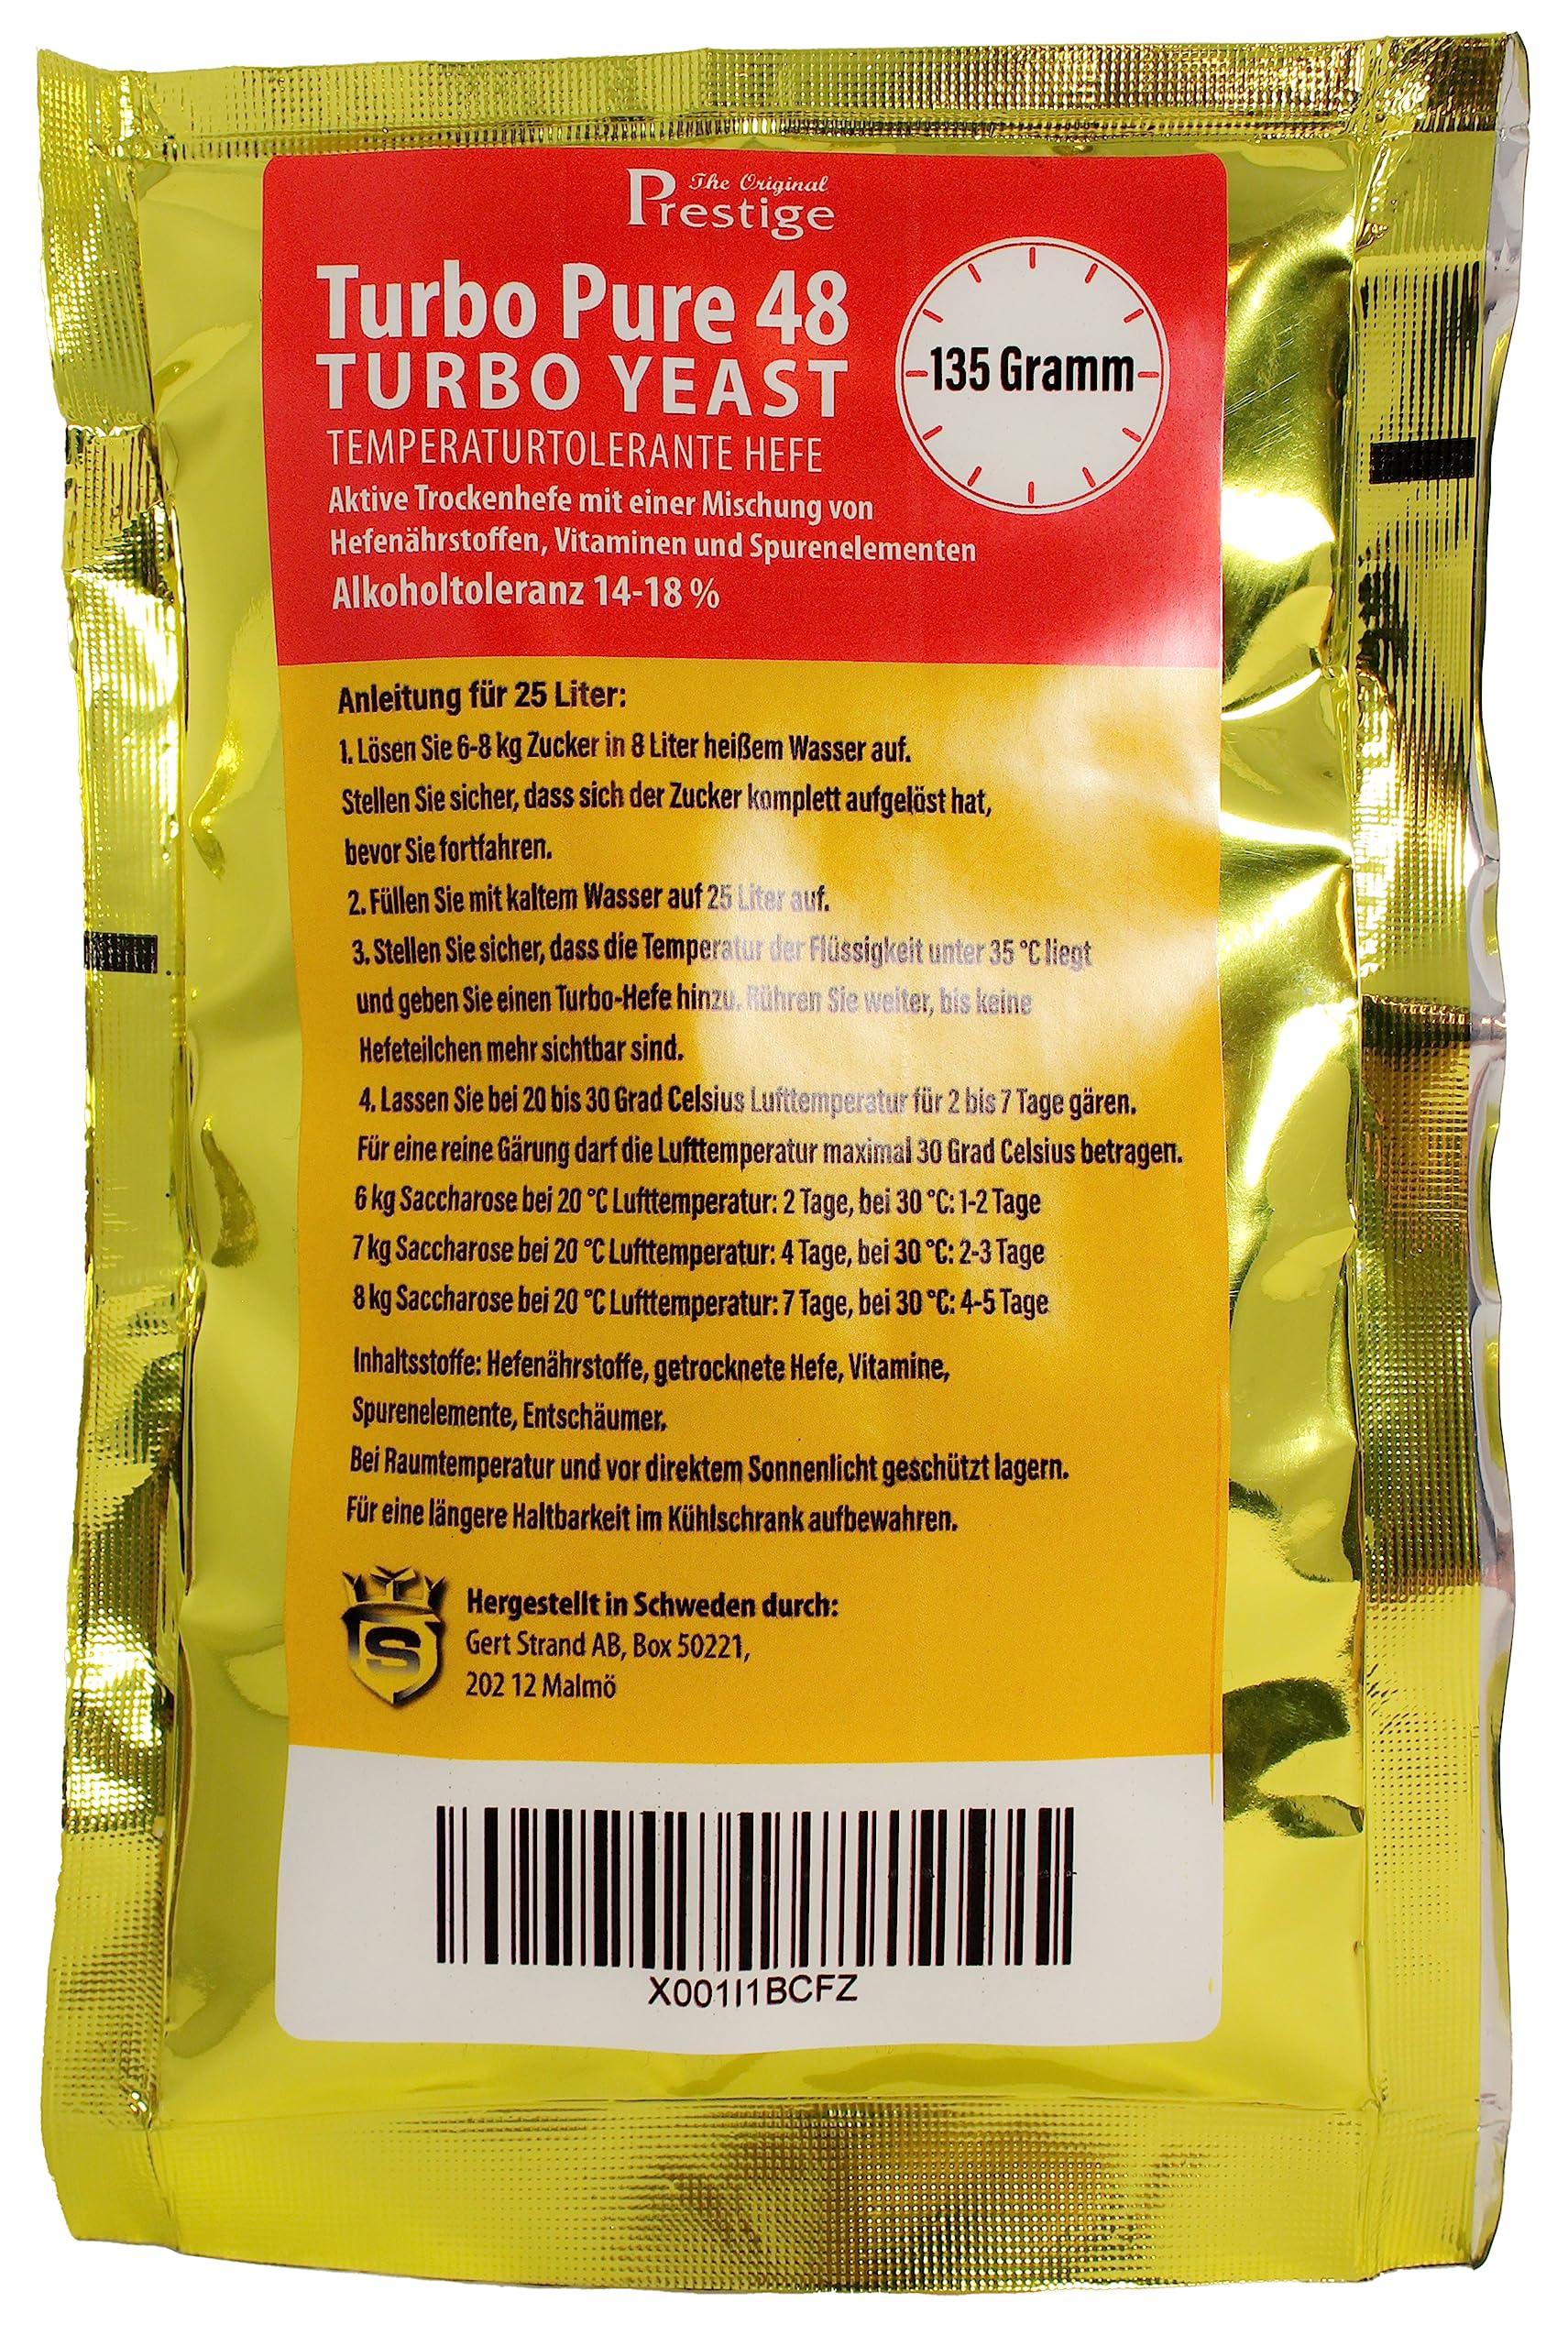 The Original
Prestige
Turbo Pure 48
TURBO YEAST
TEMPERATURTOLERANTE HEFE
135 Gramm
Aktive Trockenhefe mit einer Mischung von
Hefenährstoffen, Vitaminen und Spurenelementen
Alkoholtoleranz 14-18 %
Anleitung für 25 Liter:
1. Lösen Sie 6-8 kg Zucker in 8 Liter heißem Wasser auf.
Stellen Sie sicher, dass sich der Zucker komplett aufgelöst hat,
bevor Sie fortfahren.
2. Füllen Sie mit kaltem Wasser auf 25 Liter auf.
3. Stellen Sie sicher, dass die Temperatur der Flüssigkeit unter 35 °C liegt
und geben Sie einen Turbo-Hefe hinzu. Rühren Sie weiter, bis keine
Hefeteilchen mehr sichtbar sind.
4. Lassen Sie bei 20 bis 30 Grad Celsius Lufttemperatur für 2 bis 7 Tage gären.
Für eine reine Gärung darf die Lufttemperatur maximal 30 Grad Celsius betragen.
6 kg Saccharose bei 20 °C Lufttemperatur: 2 Tage, bei 30 °C: 1-2 Tage
7 kg Saccharose bei 20 °C Lufttemperatur: 4 Tage, bei 30 °C: 2-3 Tage
8 kg Saccharose bei 20 °C Lufttemperatur: 7 Tage, bei 30 °C: 4-5 Tage
Inhaltsstoffe: Hefenährstoffe, getrocknete Hefe, Vitamine,
Spurenelemente, Entschäumer.
Bei Raumtemperatur und vor direktem Sonnenlicht geschützt lagern.
Für eine längere Haltbarkeit im Kühlschrank aufbewahren.
S
Hergestellt in Schweden durch:
Gert Strand AB, Box 50221,
202 12 Malmö
X001I1BCFZ